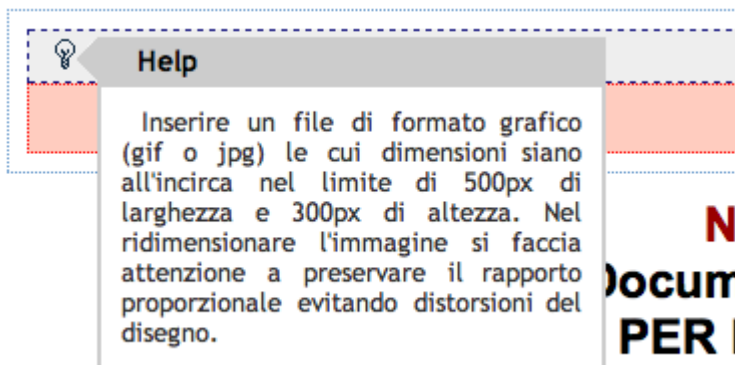 Help
Inserire un file di formato grafico
(gif o jpg) le cui dimensioni siano
all'incirca nel limite di 500px di
larghezza e 300px di altezza. Nel
ridimensionare l'immagine si faccia
attenzione a preservare il rapporto
proporzionale evitando distorsioni del
disegno.
PER